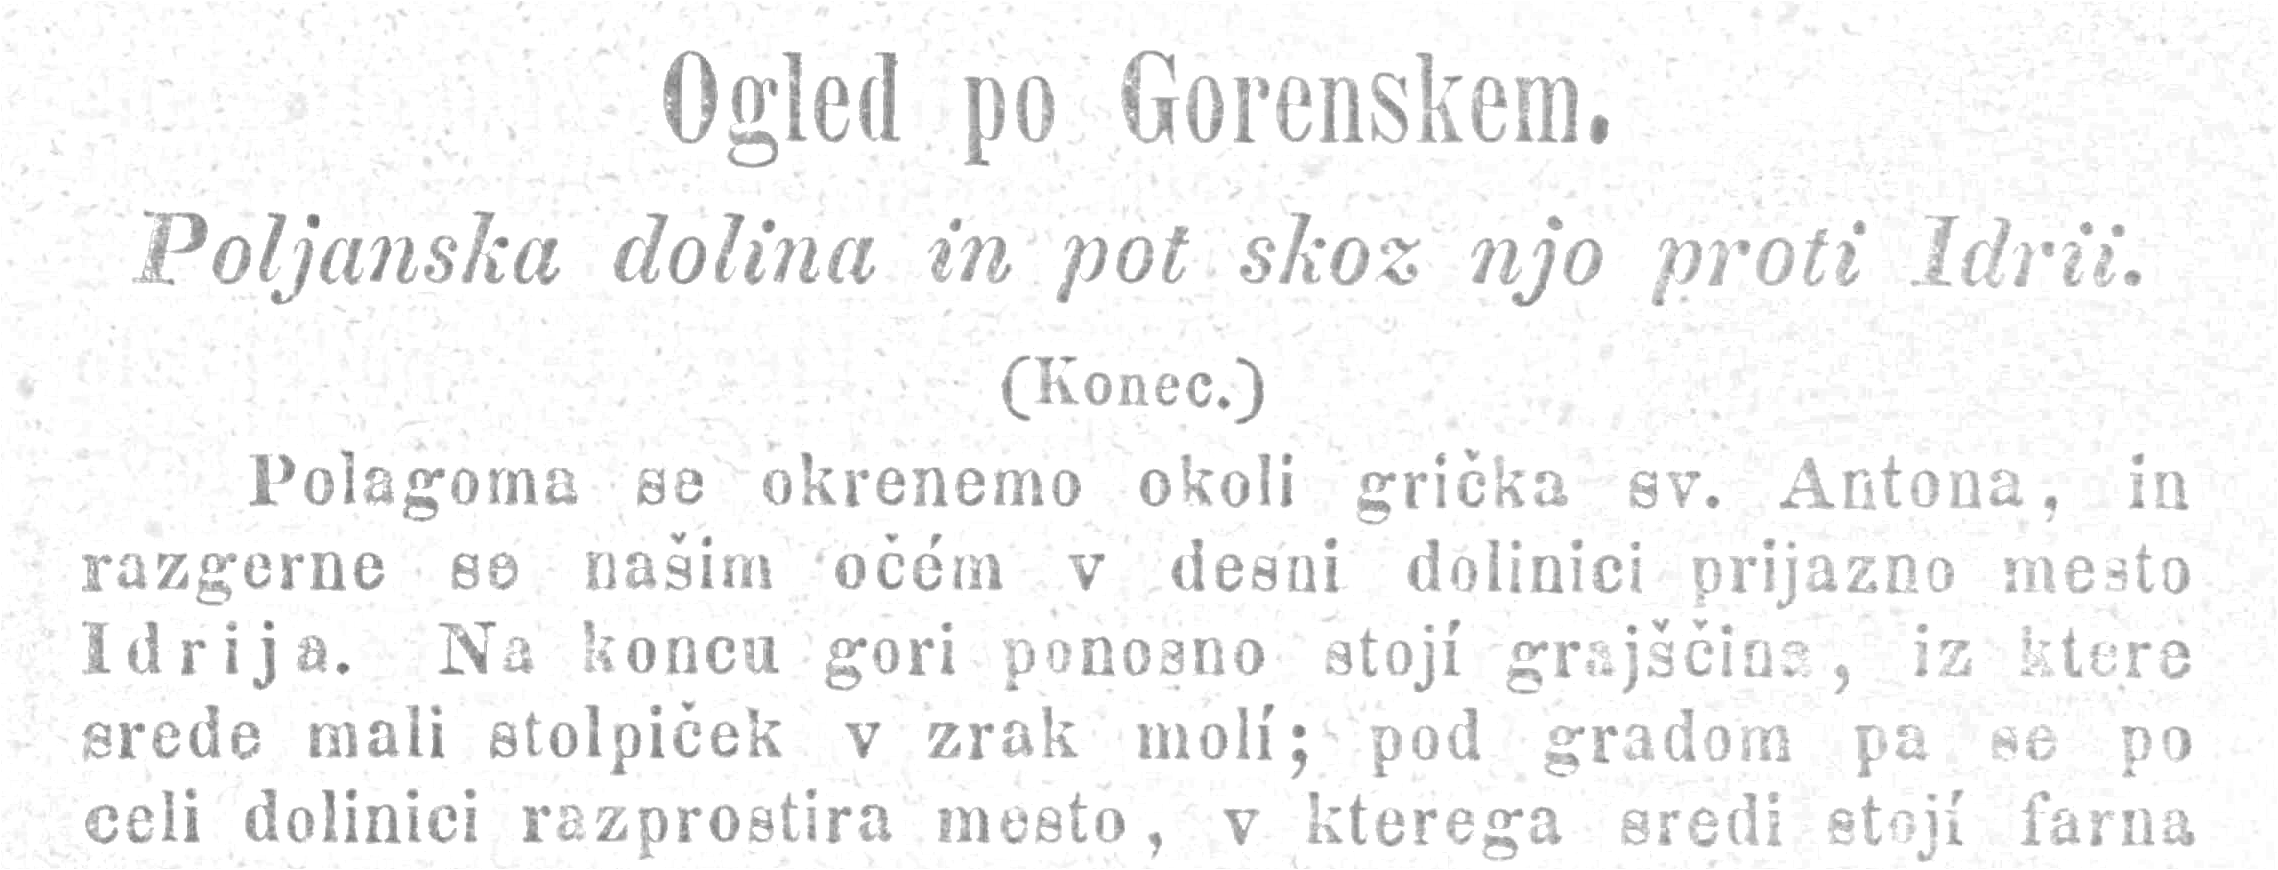 Ogled po Gorenskem.
Poljanska dolina in pot skoz njo proti Idrii.
(Konec.)
Polagoma se okrenemo okoli grička sv. Antona, in
razgerne se našim očém v desni dolinici prijazno mesto
Idrija. Na koncu gori ponosno stojí grajščina, iz ktere
srede mali stolpiček v zrak molí; pod gradom pa se po
celi dolinici razprostira mesto, v kterega sredi stojí farna